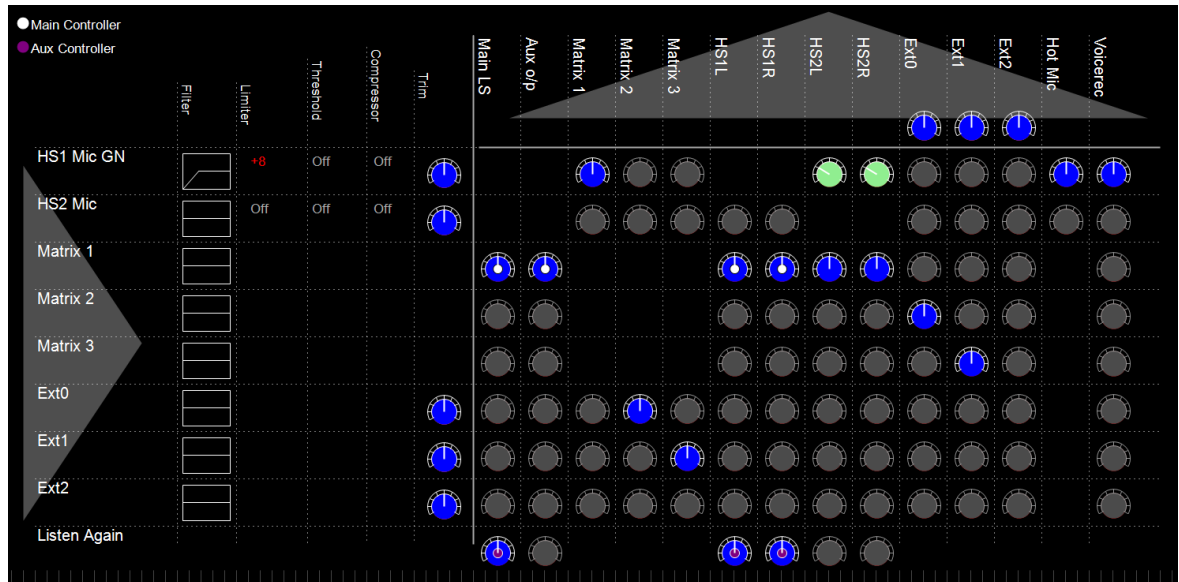 Main Controller
Aux Controller
Filter
Limiter
Threshold
Compressor
Trim
Main LS
Aux o/p
Matrix 1
Matrix 2
Matrix 3
HS1L
HS1R
HS2L
HS2R
Ext0
Ext1
Ext2
Hot Mic
Voicerec
HS1 Mic GN
+8
Off
Off
HS2 Mic
Off
Off
Off
Matrix 1
Matrix 2
Matrix 3
Ext0
Ext1
Ext2
Listen Again